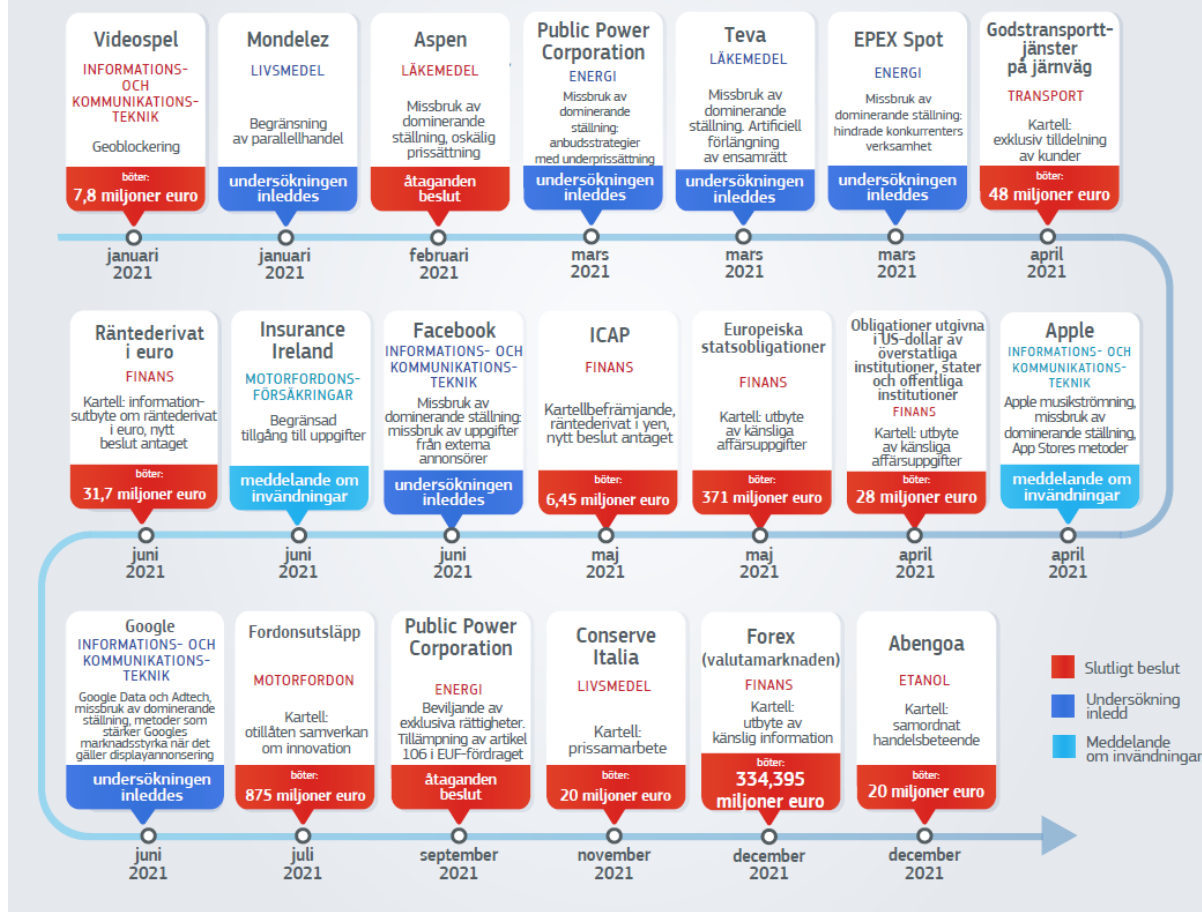 Videospel
INFORMATIONS-
OCH
KOMMUNIKATIONS-
TEKNIK
Geoblockering
böter:
7,8 miljoner euro
januari
2021
Mondelez
LIVSMEDEL
Begränsning
av parallellhandel
undersökningen
inleddes
januari
2021
Aspen
LÄKEMEDEL
Missbruk av
dominerande
ställning, oskälig
prissättning
åtaganden
beslut
februari
2021
Public Power
Corporation
ENERGI
Missbruk av
dominerande
ställning:
anbudsstrategier
med underprissättning
undersökningen
inleddes
mars
2021
Teva
LÄKEMEDEL
Missbruk av
dominerande
ställning. Artificiell
förlängning
av ensamrätt
undersökningen
inleddes
mars
2021
EPEX Spot
ENERGI
Missbruk av
dominerande ställning:
hindrade konkurrenters
verksamhet
undersökningen
inleddes
mars
2021
Godstransportt-
tjänster
på järnväg
TRANSPORT
Kartell:
exklusiv tilldelning
av kunder
böter:
48 miljoner euro
april
2021
Räntederivat
i euro
FINANS
Kartell: information-
sutbyte om räntederivat
i euro, nytt
beslut antaget
böter:
31,7 miljoner euro
juni
2021
Insurance
Ireland
MOTORFORDONS-
FÖRSÄKRINGAR
Begränsad
tillgång till uppgifter
meddelande om
invändningar
juni
2021
Facebook
INFORMATIONS- OCH
KOMMUNIKATIONS-
TEKNIK
Missbruk av
dominerande ställning:
missbruk av uppgifter
från externa
annonsörer
undersökningen
inleddes
juni
2021
ICAP
FINANS
Kartellbefrämjande,
räntederivat i yen,
nytt beslut antaget
böter:
6,45 miljoner euro
maj
2021
Europeiska
statsobligationer
FINANS
Kartell: utbyte
av känsliga
affärsuppgifter
böter:
371 miljoner euro
maj
2021
Obligationer utgivna
i US-dollar av
överstatliga
institutioner, stater
och offentliga
institutioner
FINANS
Kartell: utbyte
av känsliga
affärsuppgifter
böter:
28 miljoner euro
april
2021
Apple
INFORMATIONS- OCH
KOMMUNIKATIONS-
TEKNIK
Apple musikströmning,
missbruk av
dominerande ställning,
App Stores metoder
meddelande om
invändningar
april
2021
Google
INFORMATIONS- OCH
KOMMUNIKATIONS-
TEKNIK
Google Data och Adtech,
missbruk av dominerande
ställning, metoder som
stärker Googles
marknadsstyrka när det
gäller displayannonsering
undersökningen
inleddes
juni
2021
Fordonsutsläpp
MOTORFORDON
Kartell:
otillåten samverkan
om innovation
böter:
875 miljoner euro
juli
2021
Public Power
Corporation
ENERGI
Beviljande av
exklusiva rättigheter.
Tillämpning av artikel
106 i EUF-fördraget
åtaganden
beslut
september
2021
Conserve
Italia
LIVSMEDEL
Kartell:
prissamarbete
böter:
20 miljoner euro
november
2021
Forex
(valutamarknaden)
FINANS
Kartell:
utbyte av
känslig information
böter:
334,395
miljoner euro
december
2021
Abengoa
ETANOL
Kartell:
samordnat
handelsbeteende
böter:
20 miljoner euro
december
2021
Slutligt beslut
Undersökning
inledd
Meddelande
om invändningar